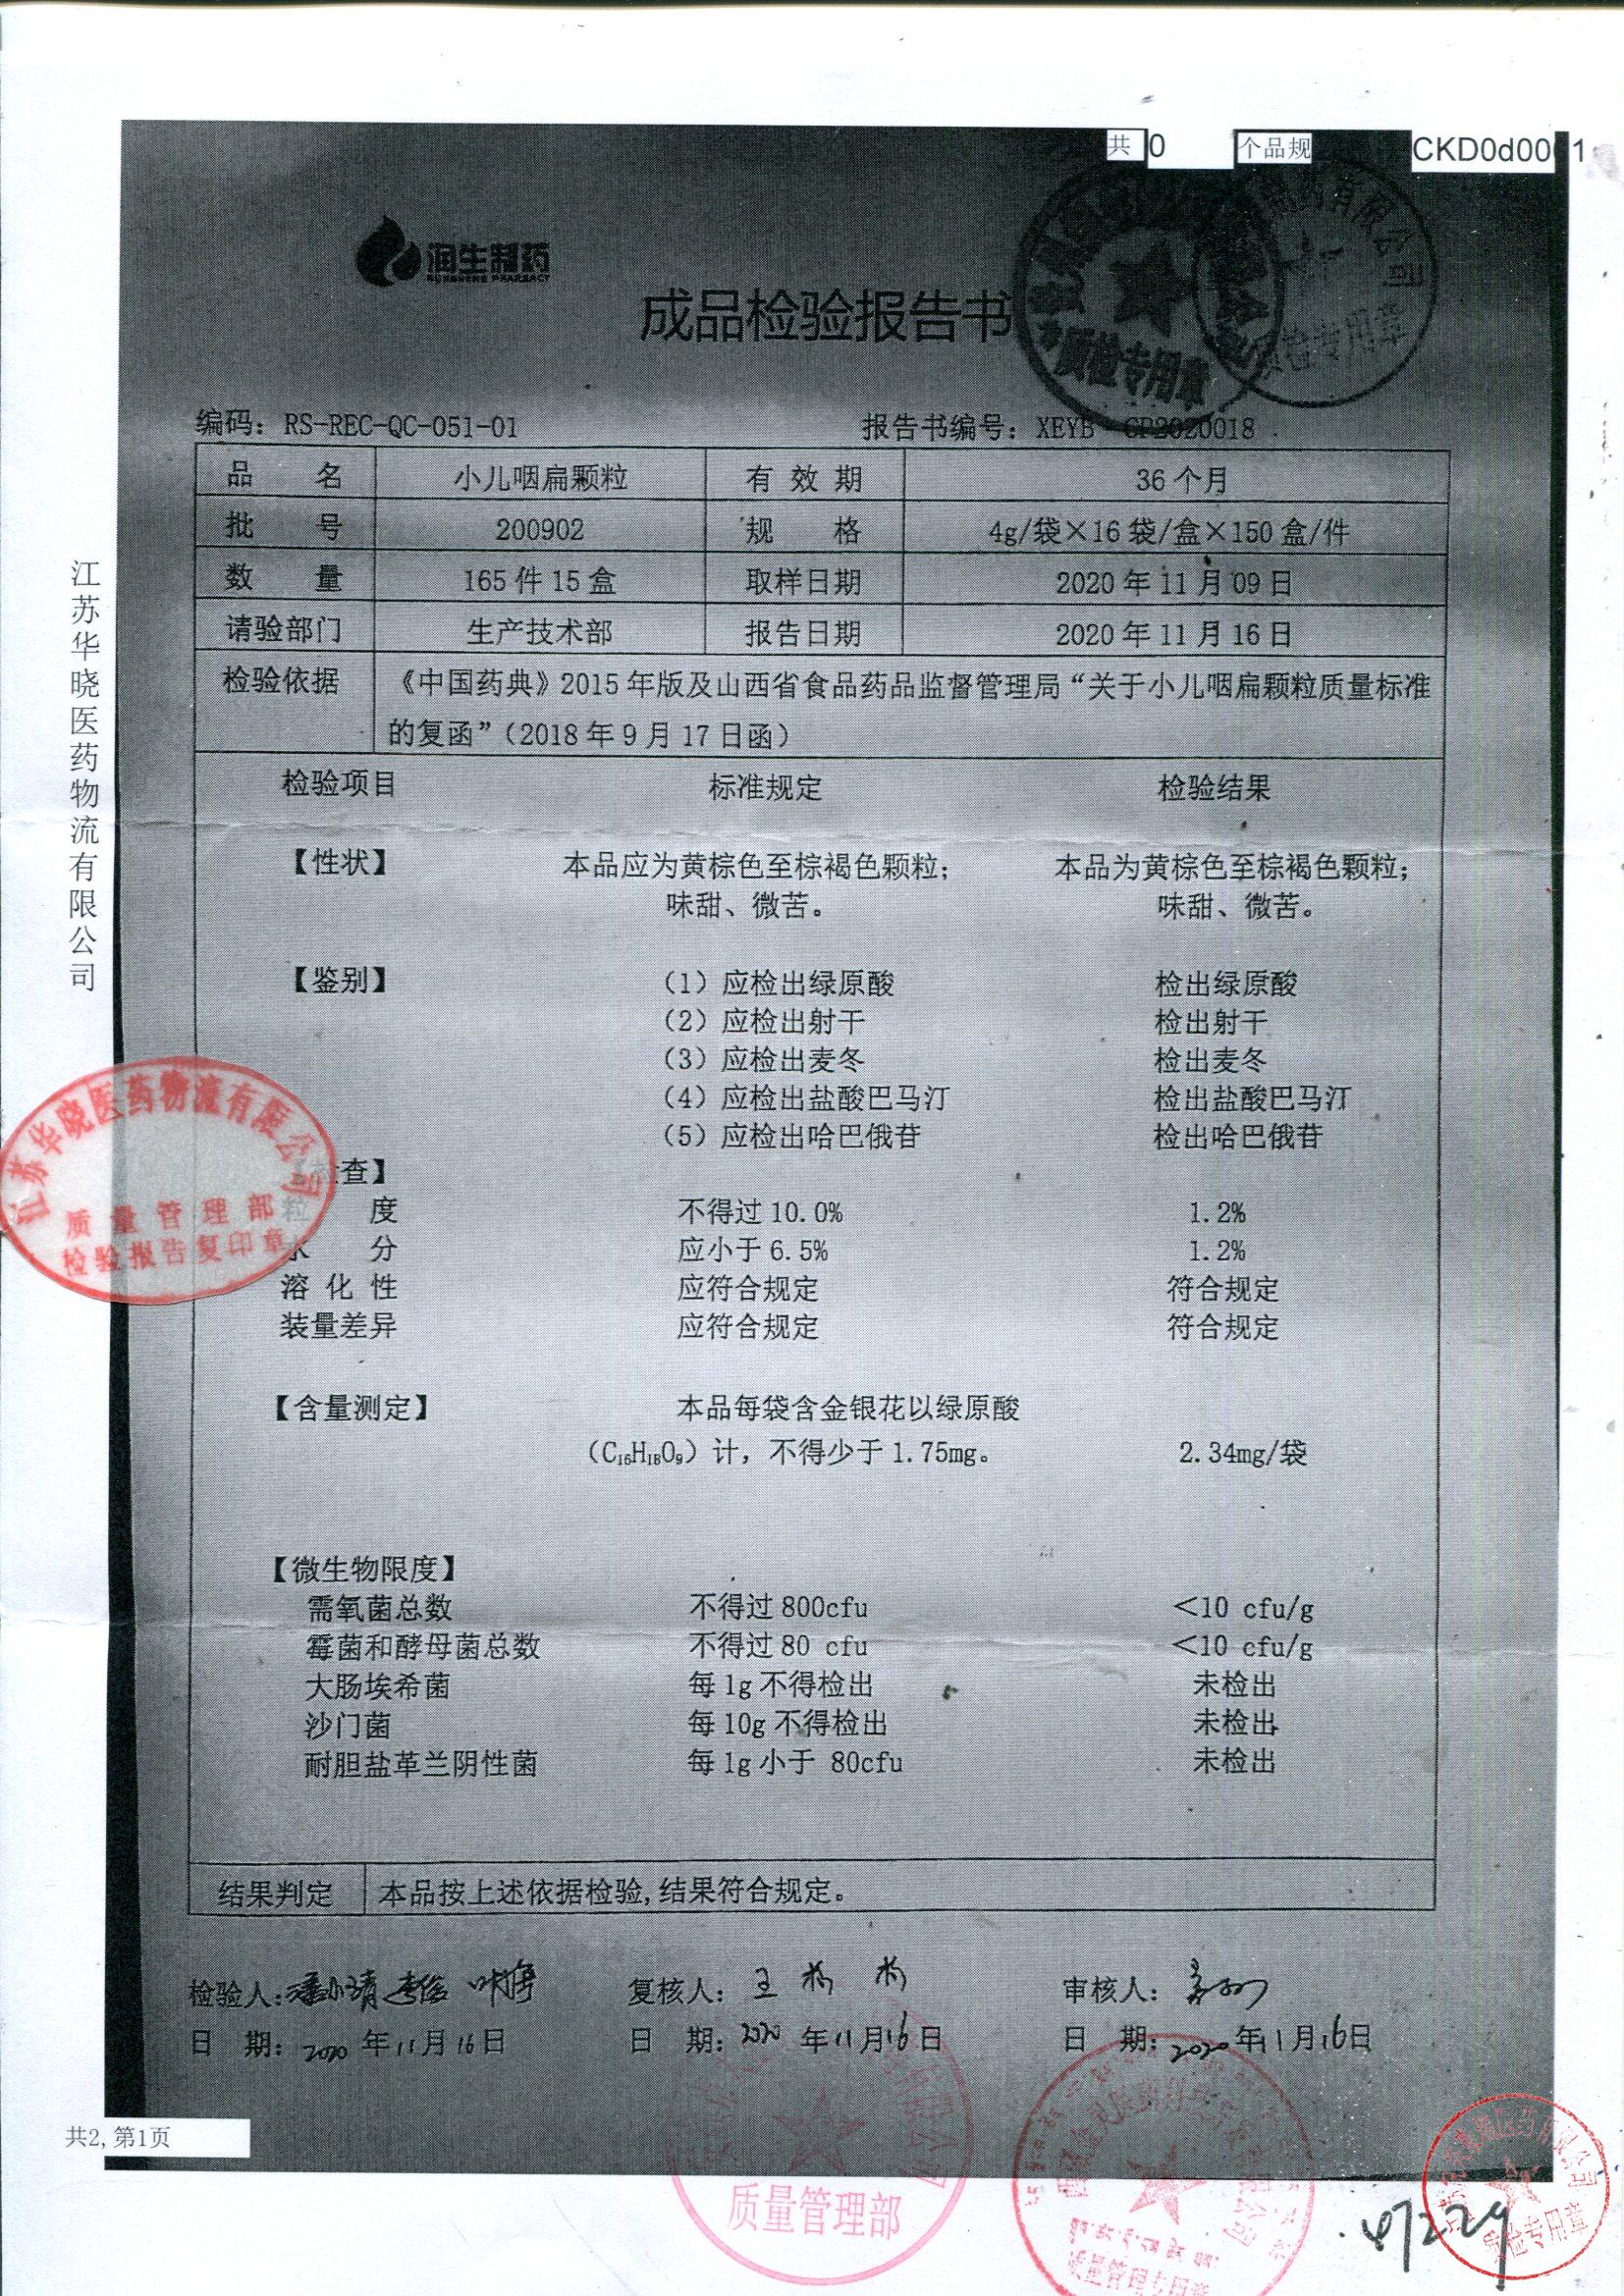 共 0 个品规 CKD0d0001
润生制药
成品检验报告书
质检专用章
质检专用章
编码：RS-REC-QC-051-01 报告书编号：XEYB-CP2020018
品 名 小儿咽扁颗粒 有 效 期 36个月
批 号 200902 规 格 4g/袋×16袋/盒×150盒/件
数 量 165件15盒 取样日期 2020年11月09日
请验部门 生产技术部 报告日期 2020年11月16日
检验依据 《中国药典》2015年版及山西省食品药品监督管理局“关于小儿咽扁颗粒质量标准
的复函”（2018年9月17日函）
检验项目 标准规定 检验结果
【性状】 本品应为黄棕色至棕褐色颗粒； 本品为黄棕色至棕褐色颗粒；
味甜、微苦。 味甜、微苦。
【鉴别】 （1）应检出绿原酸 检出绿原酸
（2）应检出射干 检出射干
（3）应检出麦冬 检出麦冬
（4）应检出盐酸巴马汀 检出盐酸巴马汀
（5）应检出哈巴俄苷 检出哈巴俄苷
【检查】
粒 度 不得过10.0% 1.2%
水 分 应小于6.5% 1.2%
溶 化 性 应符合规定 符合规定
装量差异 应符合规定 符合规定
【含量测定】 本品每袋含金银花以绿原酸
（C₁₆H₁₈O₉）计，不得少于1.75mg。 2.34mg/袋
【微生物限度】
需氧菌总数 不得过800cfu <10 cfu/g
霉菌和酵母菌总数 不得过80 cfu <10 cfu/g
大肠埃希菌 每1g不得检出 未检出
沙门菌 每10g不得检出 未检出
耐胆盐革兰阴性菌 每1g小于 80cfu 未检出
结果判定 本品按上述依据检验,结果符合规定。
检验人: 复核人: 王 审核人:
日 期: 2020年11月16日 日 期: 2020年11月16日 日 期: 2020年11月16日
江苏华晓医药物流有限公司
江苏华晓医药物流有限公司
质量管理部
检验报告复印章
共2,第1页
质量管理部
质量管理专用章
质检专用章